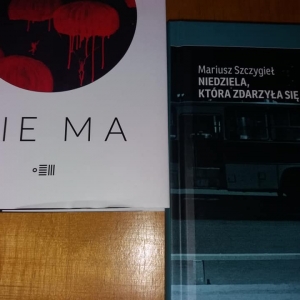 IE MA
Mariusz Szczygieł
NIEDZIELA,
KTÓRA ZDARZYŁA SIĘ